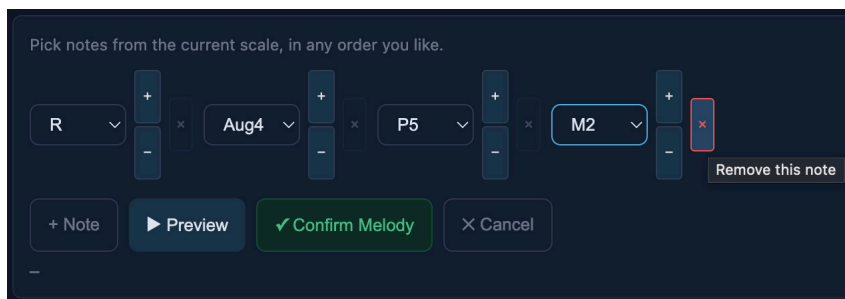 Pick notes from the current scale, in any order you like.
+ + + +
R × Aug4 × P5 × M2 ×
− − − −
Remove this note
+ Note ▶ Preview ✓ Confirm Melody ✕ Cancel
–